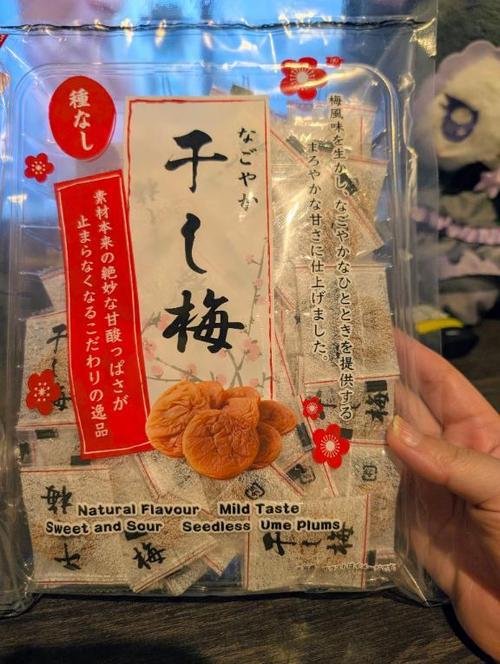 種なし
なごやか
干し梅
素材本来の絶妙な甘酸っぱさが
止まらなくなるこだわりの逸品
梅風味を生かし、なごやかなひとときを提供する
まろやかな甘さに仕上げました。
Natural Flavour Mild Taste
Sweet and Sour Seedless Ume Plums
干し梅